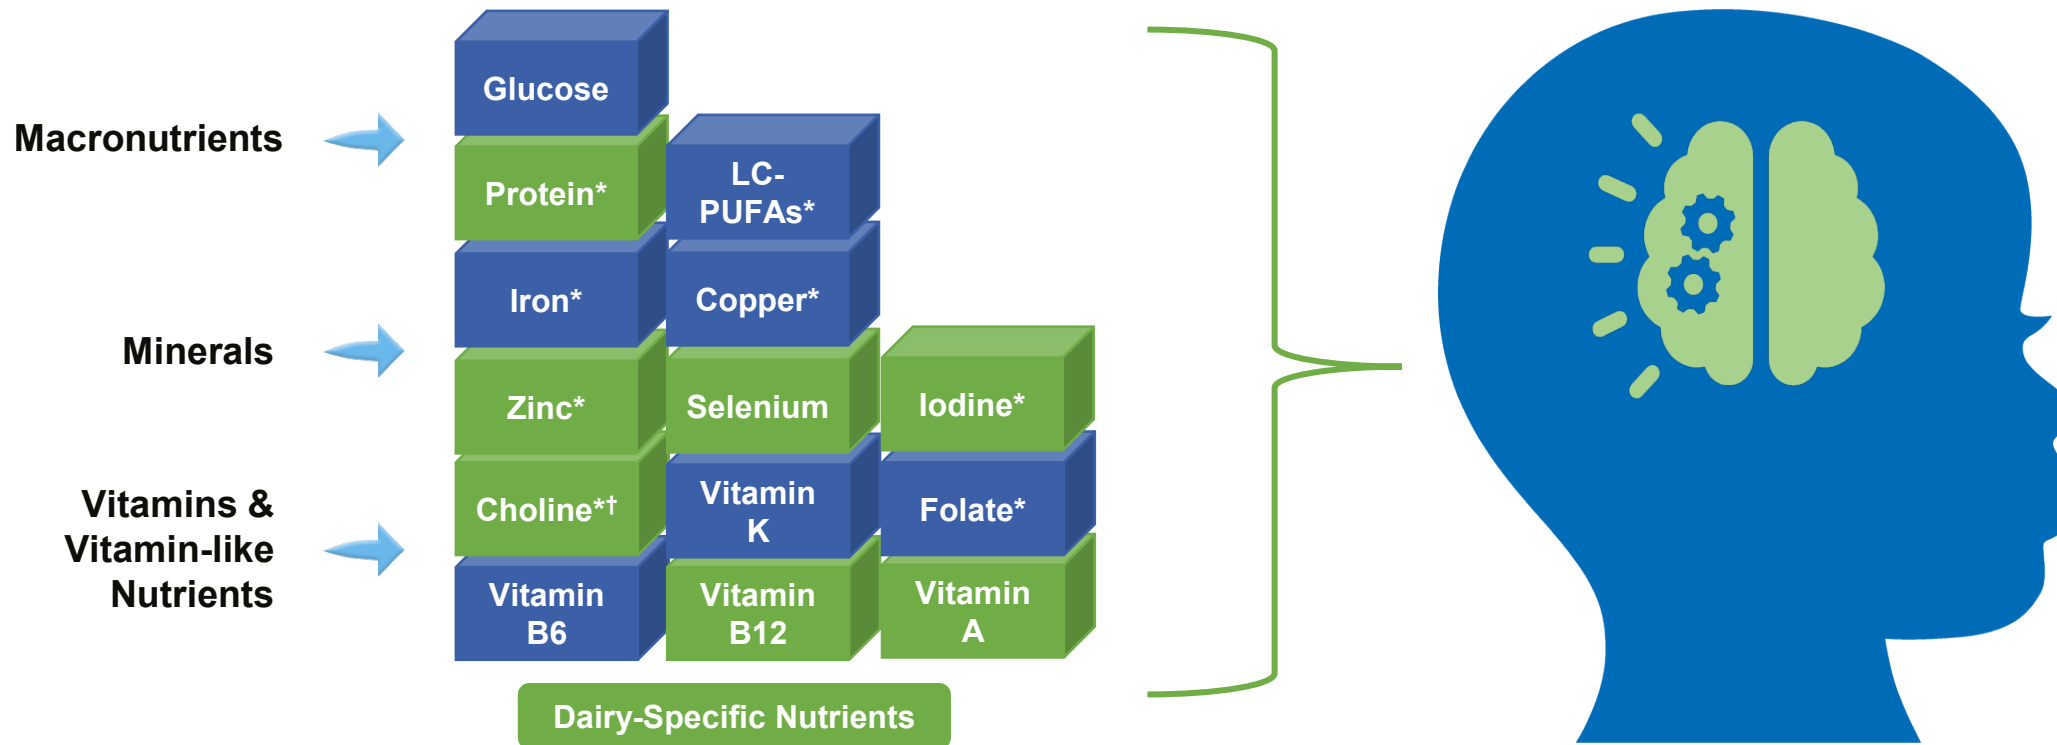 Macronutrients
Glucose
Protein*
LC-
PUFAs*
Minerals
Iron*
Copper*
Zinc*
Selenium
Iodine*
Vitamins &
Vitamin-like
Nutrients
Choline*†
Vitamin
K
Folate*
Vitamin
B6
Vitamin
B12
Vitamin
A
Dairy-Specific Nutrients